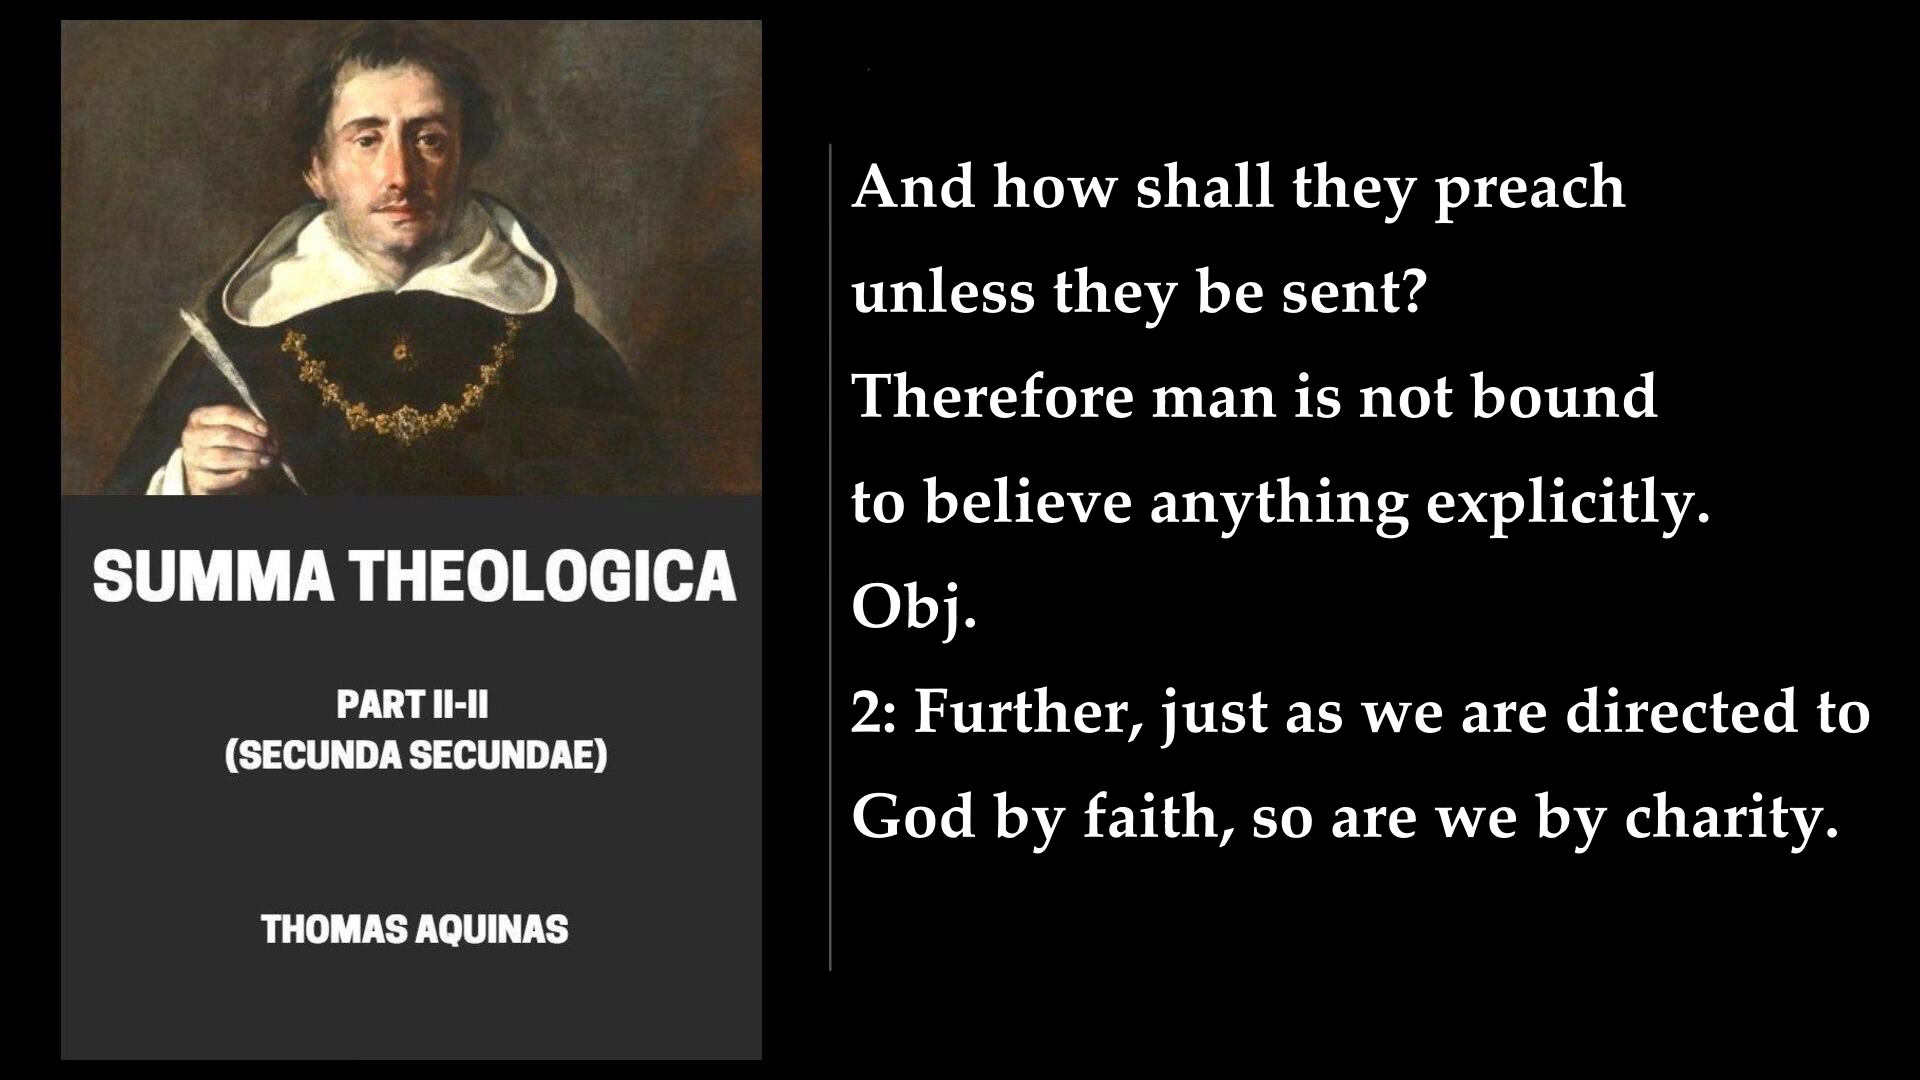 SUMMA THEOLOGICA
PART II-II
(SECUNDA SECUNDAE)
THOMAS AQUINAS
And how shall they preach
unless they be sent?
Therefore man is not bound
to believe anything explicitly.
Obj.
2: Further, just as we are directed to
God by faith, so are we by charity.